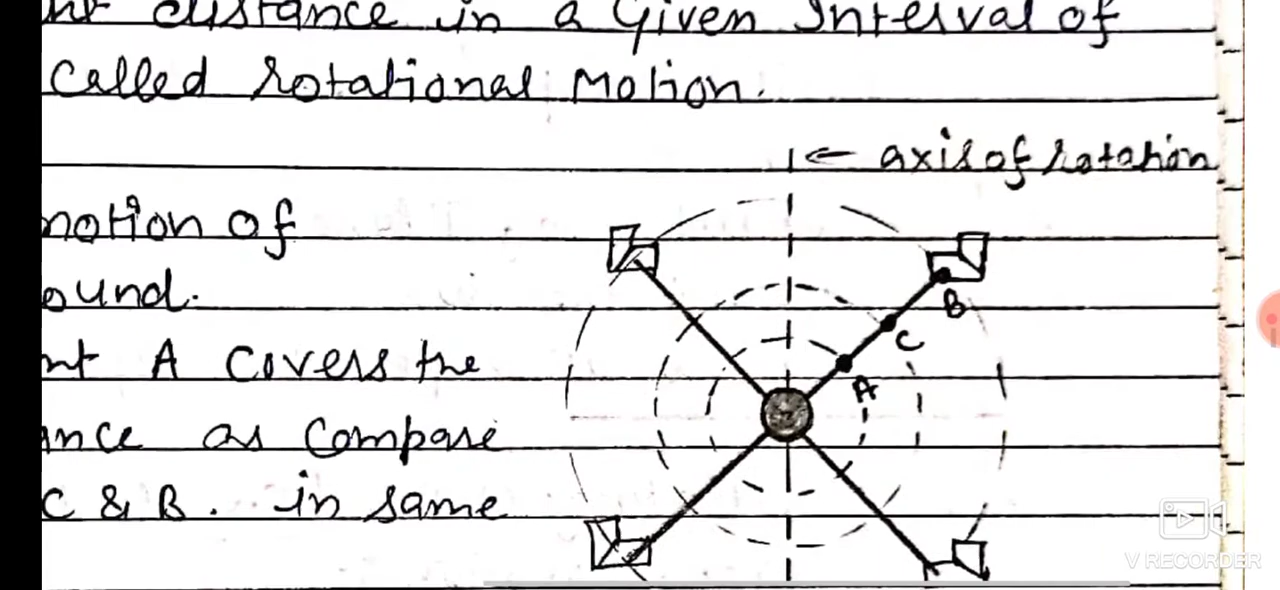 distance in a Given Interval of
Called rotational Motion.
← axis of rotation
motion of
ound.
B
nt A Covers the
C
A
ance as Compare
C & B. in same
V RECORDER